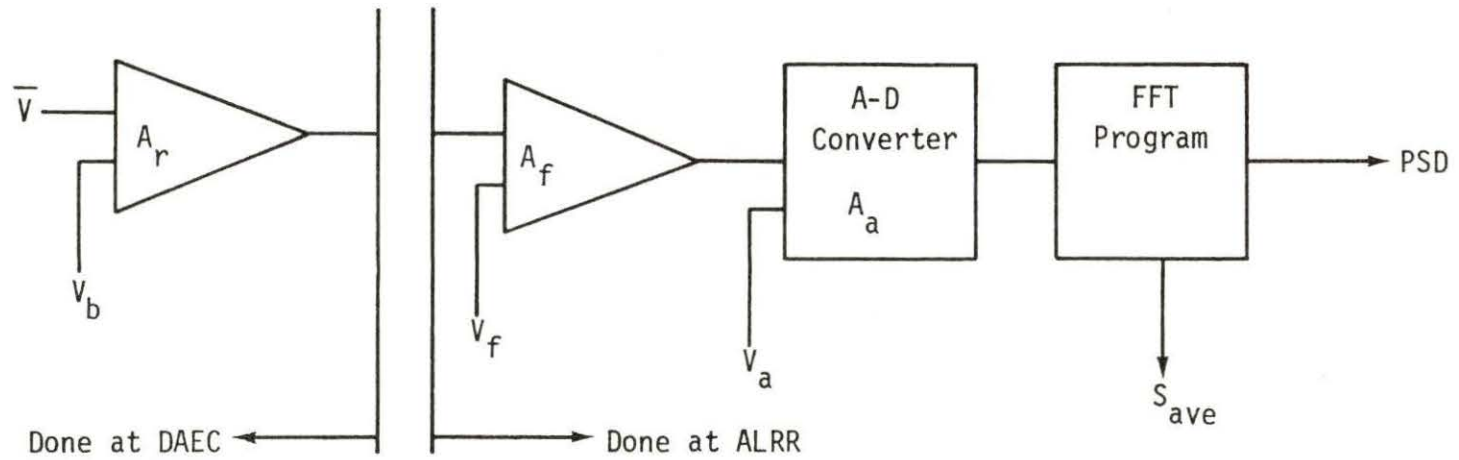 V̅
A_r
V_b
Done at DAEC
A_f
V_f
A-D
Converter
A_a
V_a
FFT
Program
PSD
S_ave
Done at ALRR